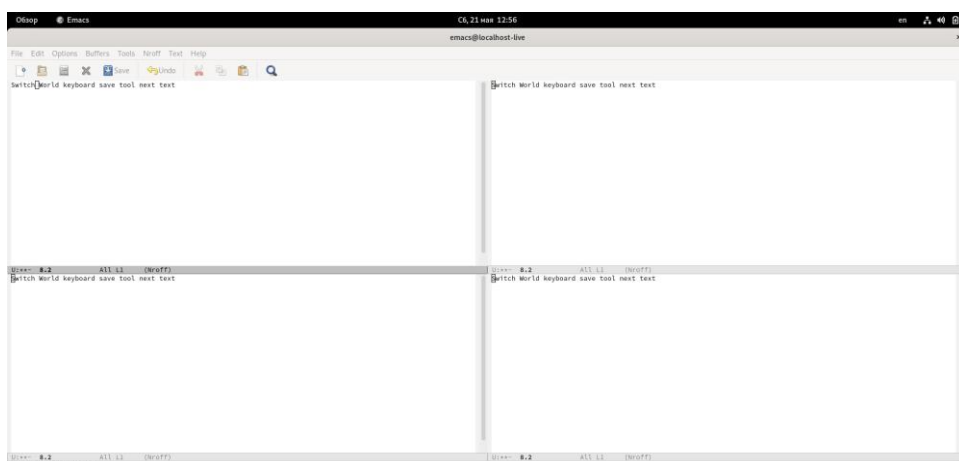 Обзор Emacs Сб, 21 мая 12:56 en
emacs@localhost-live
File Edit Options Buffers Tools Nroff Text Help
Save Undo
Switch World keyboard save tool next text
Switch World keyboard save tool next text
U:**- 8.2 All L1 (Nroff)
U:**- 8.2 All L1 (Nroff)
Switch World keyboard save tool next text
Switch World keyboard save tool next text
U:**- 8.2 All L1 (Nroff)
U:**- 8.2 All L1 (Nroff)